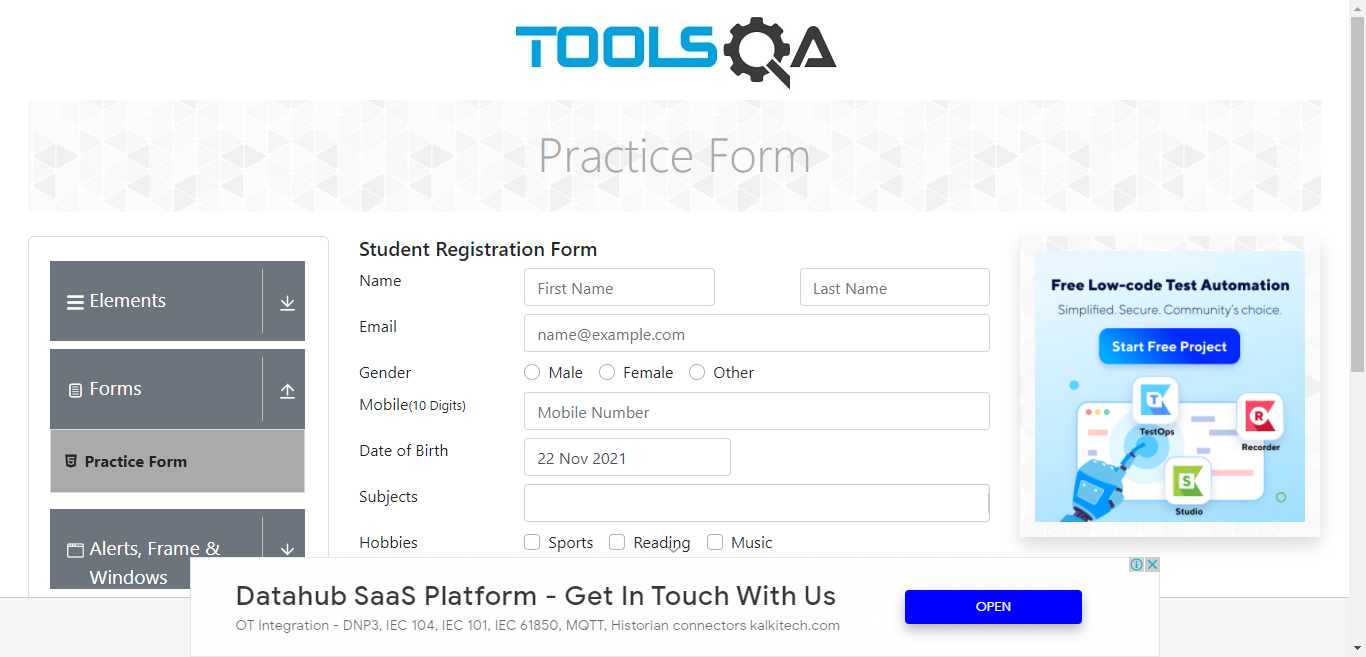 TOOLSQA
Practice Form
Elements
Forms
Practice Form
Alerts, Frame &
Windows
Student Registration Form
Name
First Name
Last Name
Email
name@example.com
Gender
Male
Female
Other
Mobile(10 Digits)
Mobile Number
Date of Birth
22 Nov 2021
Subjects
Hobbies
Sports
Reading
Music
Free Low-code Test Automation
Simplified. Secure. Community's choice.
Start Free Project
T
TestOps
R
Recorder
S
Studio
Datahub SaaS Platform - Get In Touch With Us
OT Integration - DNP3, IEC 104, IEC 101, IEC 61850, MQTT, Historian connectors kalkitech.com
OPEN